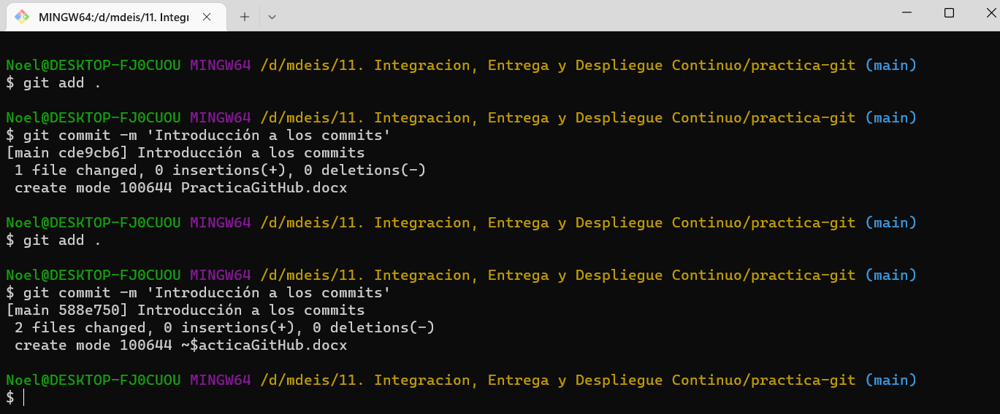 MINGW64:/d/mdeis/11. Integr
Noel@DESKTOP-FJ0CUOU MINGW64 /d/mdeis/11. Integracion, Entrega y Despliegue Continuo/practica-git (main)
$ git add .
Noel@DESKTOP-FJ0CUOU MINGW64 /d/mdeis/11. Integracion, Entrega y Despliegue Continuo/practica-git (main)
$ git commit -m 'Introducción a los commits'
[main cde9cb6] Introducción a los commits
1 file changed, 0 insertions(+), 0 deletions(-)
create mode 100644 PracticaGitHub.docx
Noel@DESKTOP-FJ0CUOU MINGW64 /d/mdeis/11. Integracion, Entrega y Despliegue Continuo/practica-git (main)
$ git add .
Noel@DESKTOP-FJ0CUOU MINGW64 /d/mdeis/11. Integracion, Entrega y Despliegue Continuo/practica-git (main)
$ git commit -m 'Introducción a los commits'
[main 588e750] Introducción a los commits
2 files changed, 0 insertions(+), 0 deletions(-)
create mode 100644 ~$acticaGitHub.docx
Noel@DESKTOP-FJ0CUOU MINGW64 /d/mdeis/11. Integracion, Entrega y Despliegue Continuo/practica-git (main)
$